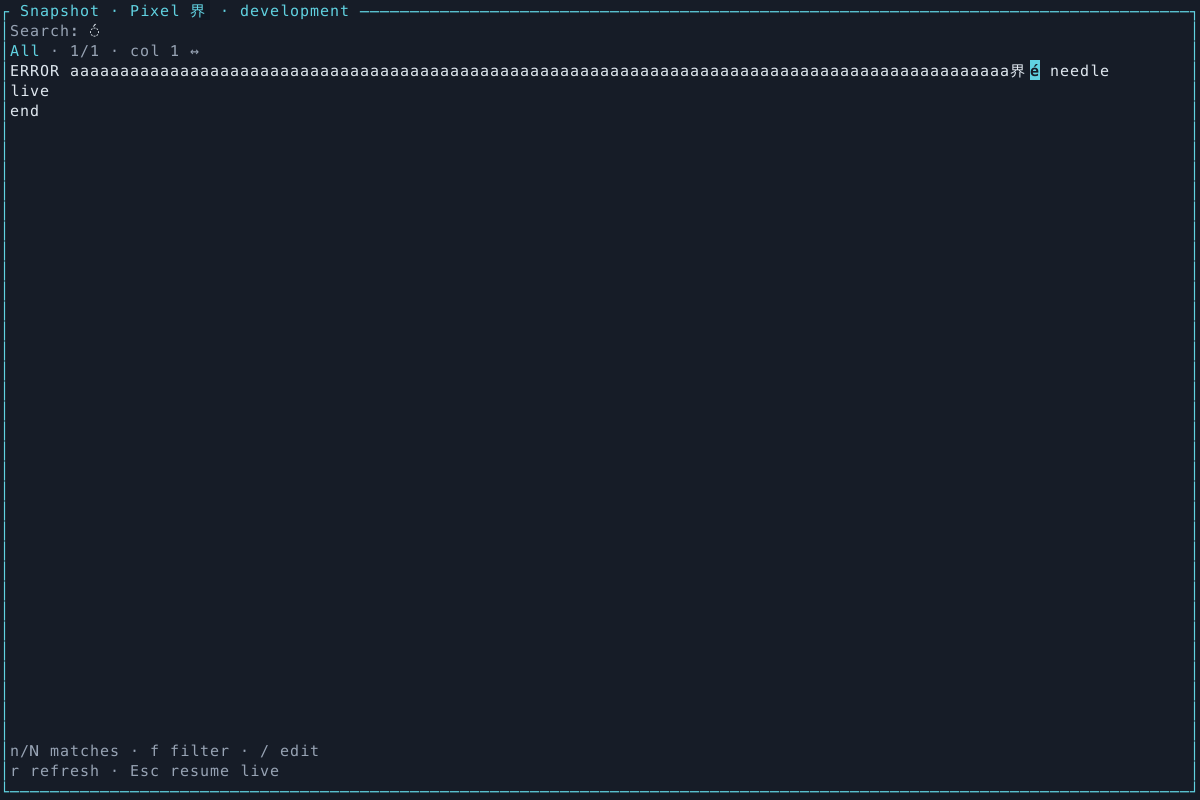 Snapshot · Pixel 界 · development
Search: ◌́
All · 1/1 · col 1 ↔
ERROR aaaaaaaaaaaaaaaaaaaaaaaaaaaaaaaaaaaaaaaaaaaaaaaaaaaaaaaaaaaaaaaaaaaaaaaaaaaaaaaaaaaaaaaaaaaaaa界é needle
live
end
n/N matches · f filter · / edit
r refresh · Esc resume live